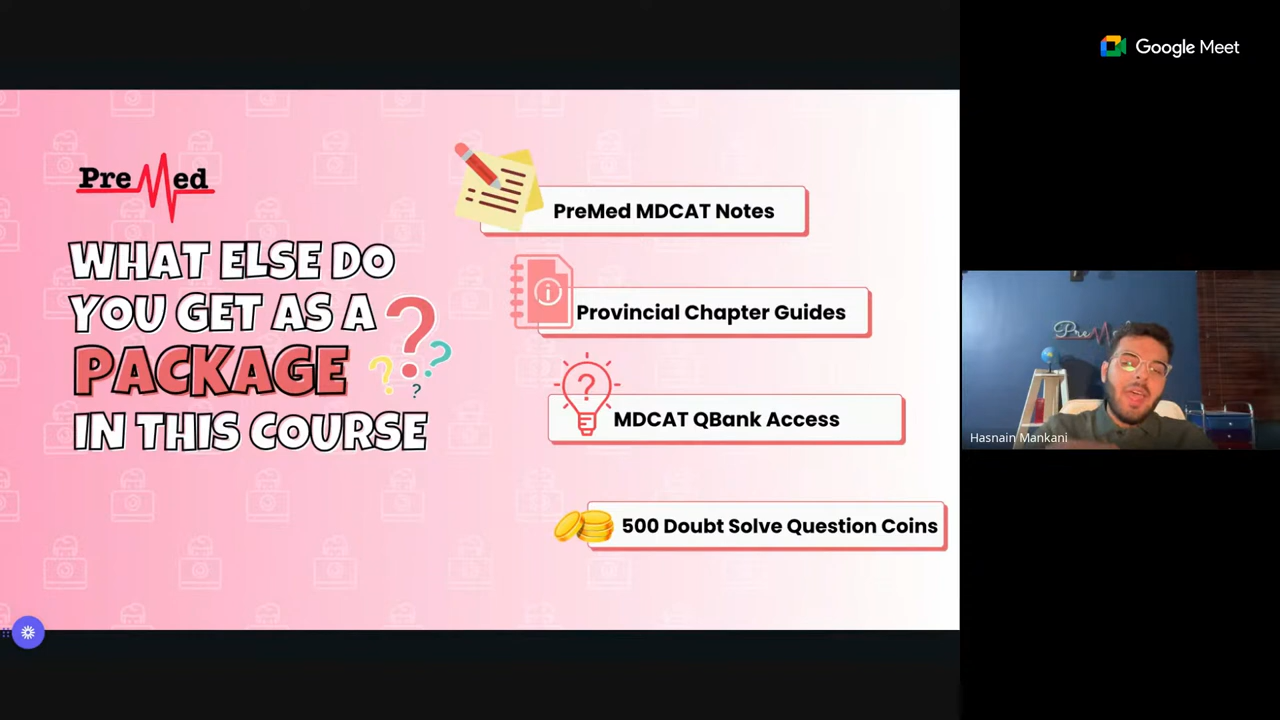 Google Meet
PreMed
WHAT ELSE DO
YOU GET AS A
PACKAGE
IN THIS COURSE
PreMed MDCAT Notes
Provincial Chapter Guides
MDCAT QBank Access
500 Doubt Solve Question Coins
PreMed
Hasnain Mankani